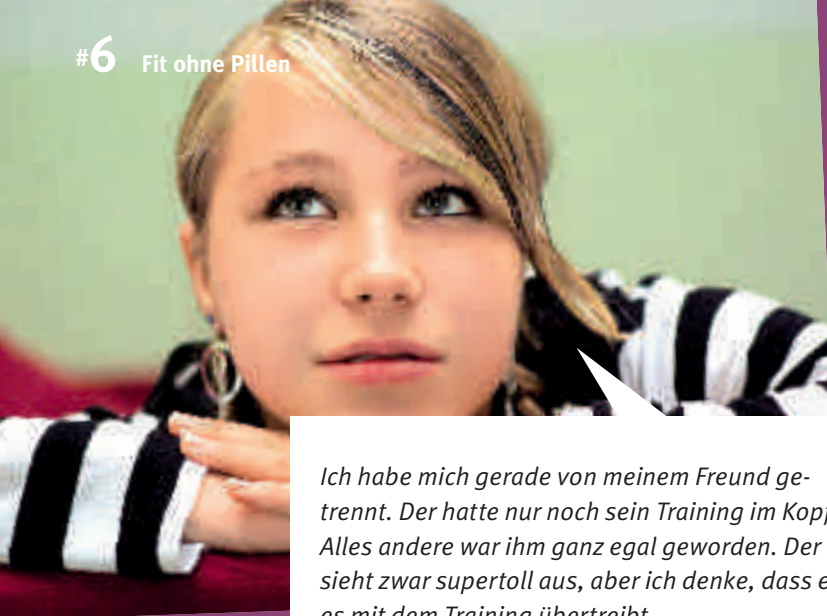 #6 Fit ohne Pillen
Ich habe mich gerade von meinem Freund ge-
trennt. Der hatte nur noch sein Training im Kopf
Alles andere war ihm ganz egal geworden. Der
sieht zwar supertoll aus, aber ich denke, dass e
es mit dem Training übertreibt